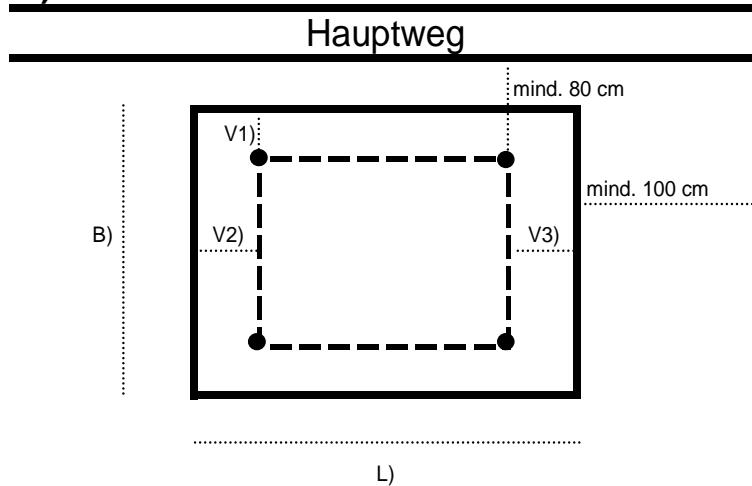 Hauptweg
mind. 80 cm
V1)
mind. 100 cm
B)
V2)
V3)
L)